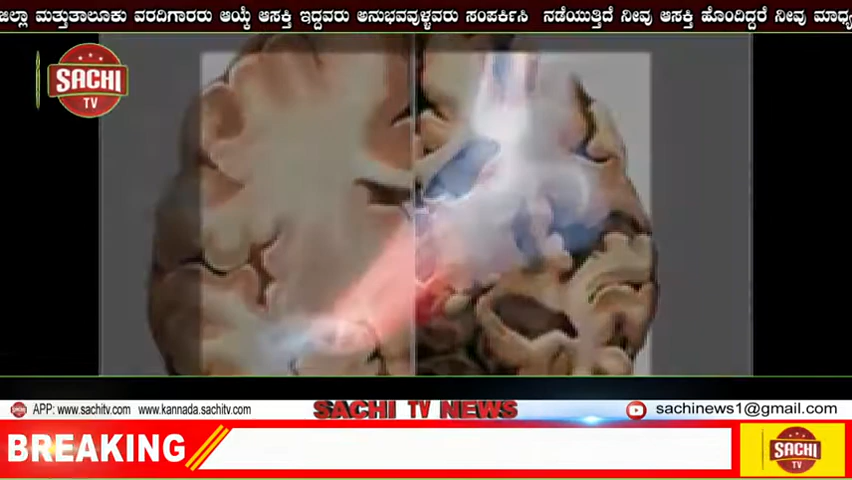 ಜಿಲ್ಲಾ ಮತ್ತುತಾಲೂಕು ವರದಿಗಾರರು ಆಯ್ಕೆ ಆಸಕ್ತಿ ಇದ್ದವರು ಅನುಭವವುಳ್ಳವರು ಸಂಪರ್ಕಿಸಿ ನಡೆಯುತ್ತಿದೆ ನೀವು ಆಸಕ್ತಿ ಹೊಂದಿದ್ದರೆ ನೀವು ಮಾಧ್ಯ
SACHI
TV
APP: www.sachitv.com www.kannada.sachitv.com
SACHI TV NEWS
sachinews1@gmail.com
BREAKING
SACHI
TV